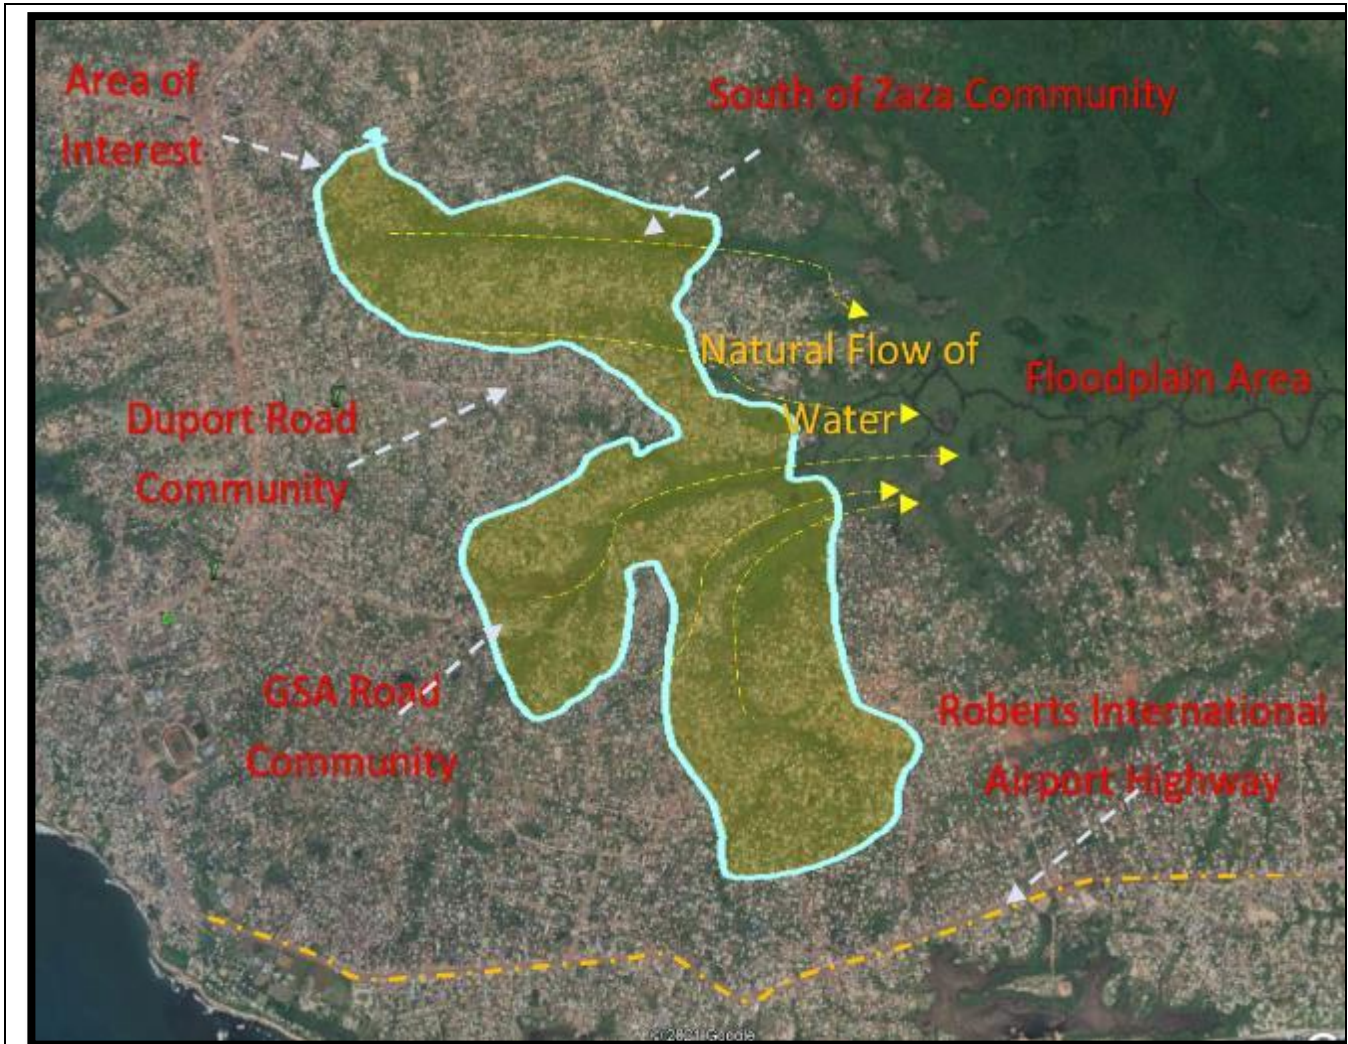 Area of
Interest
South of Zaza Community
Natural Flow of
Water
Floodplain Area
Duport Road
Community
GSA Road
Community
Roberts International
Airport Highway
© 2021 Google